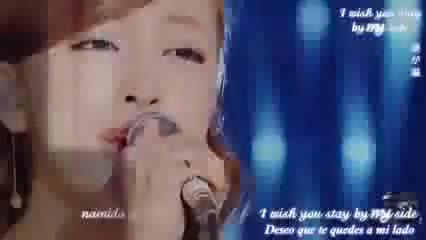 I wish you stay
by my side
namida
I wish you stay by my side
Deseo que te quedes a mi lado